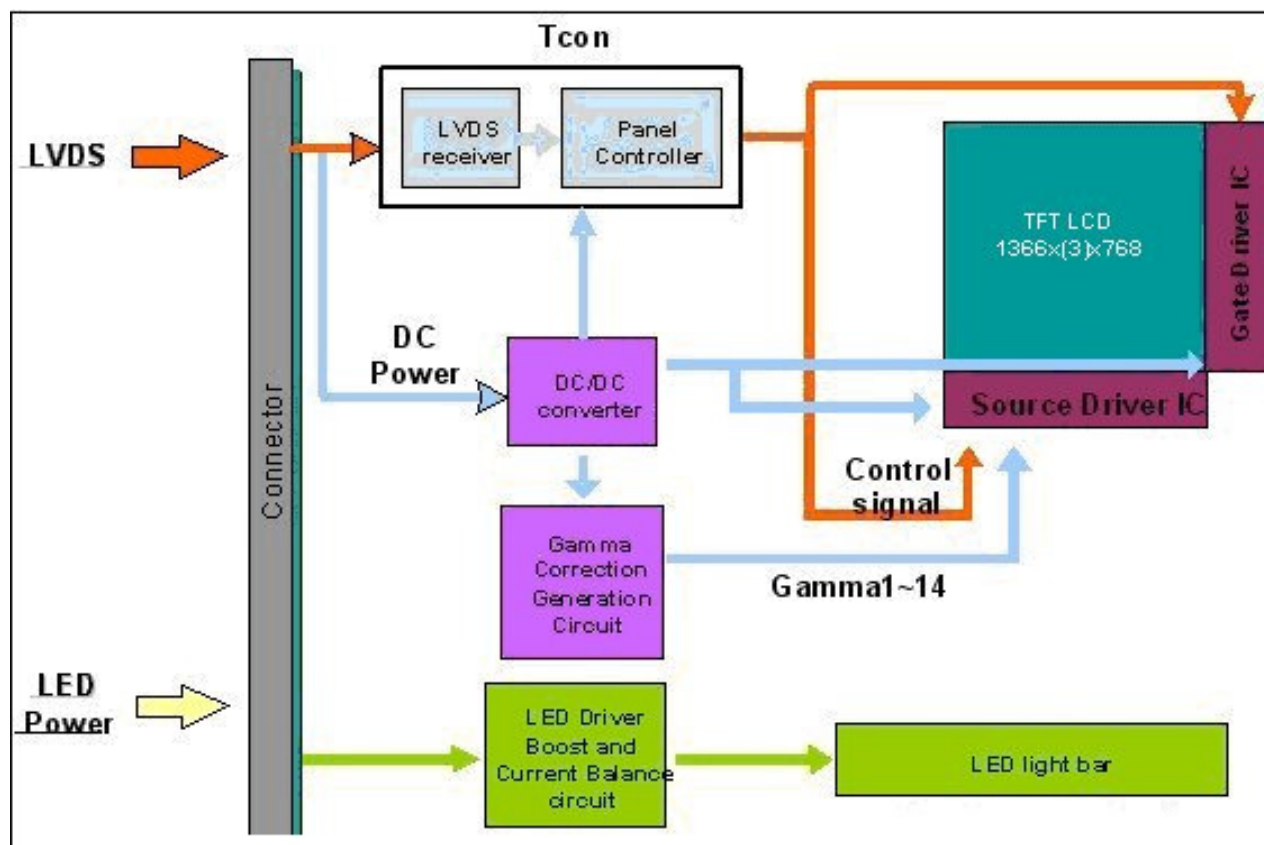 Tcon
LVDS
LVDS
receiver
Panel
Controller
TFT LCD
1366x(3)x768
Gate Driver IC
DC
Power
DC/DC
converter
Source Driver IC
Connector
Control
signal
Gamma
Correction
Generation
Circuit
Gamma1~14
LED
Power
LED Driver
Boost and
Current Balance
circuit
LED light bar